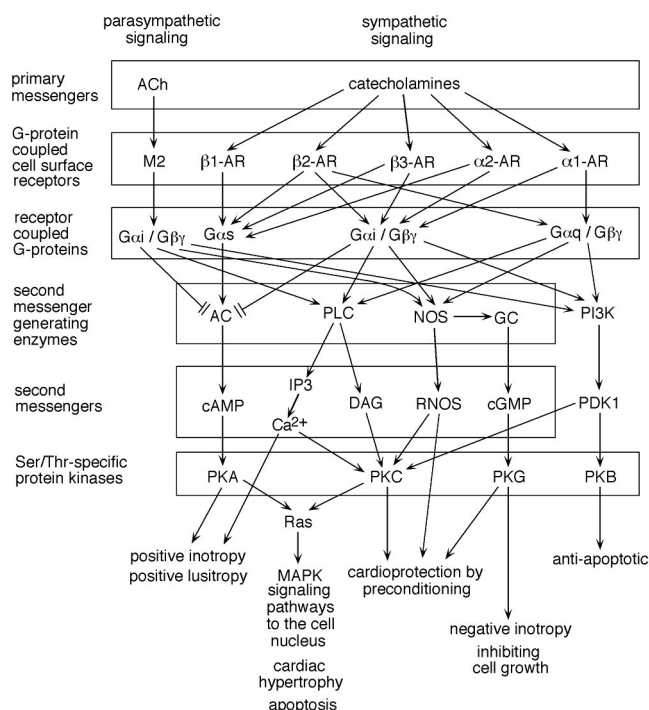 parasympathetic signaling
sympathetic signaling
primary messengers
ACh
catecholamines
G-protein coupled cell surface receptors
M2
β1-AR
β2-AR
β3-AR
α2-AR
α1-AR
receptor coupled G-proteins
Gαi / Gβγ
Gαs
Gαi / Gβγ
Gαq / Gβγ
second messenger generating enzymes
AC
PLC
NOS
GC
PI3K
second messengers
cAMP
IP3
Ca2+
DAG
RNOS
cGMP
PDK1
Ser/Thr-specific protein kinases
PKA
PKC
PKG
PKB
Ras
positive inotropy
positive lusitropy
MAPK signaling pathways to the cell nucleus
cardiac hypertrophy
apoptosis
cardioprotection by preconditioning
negative inotropy
inhibiting cell growth
anti-apoptotic